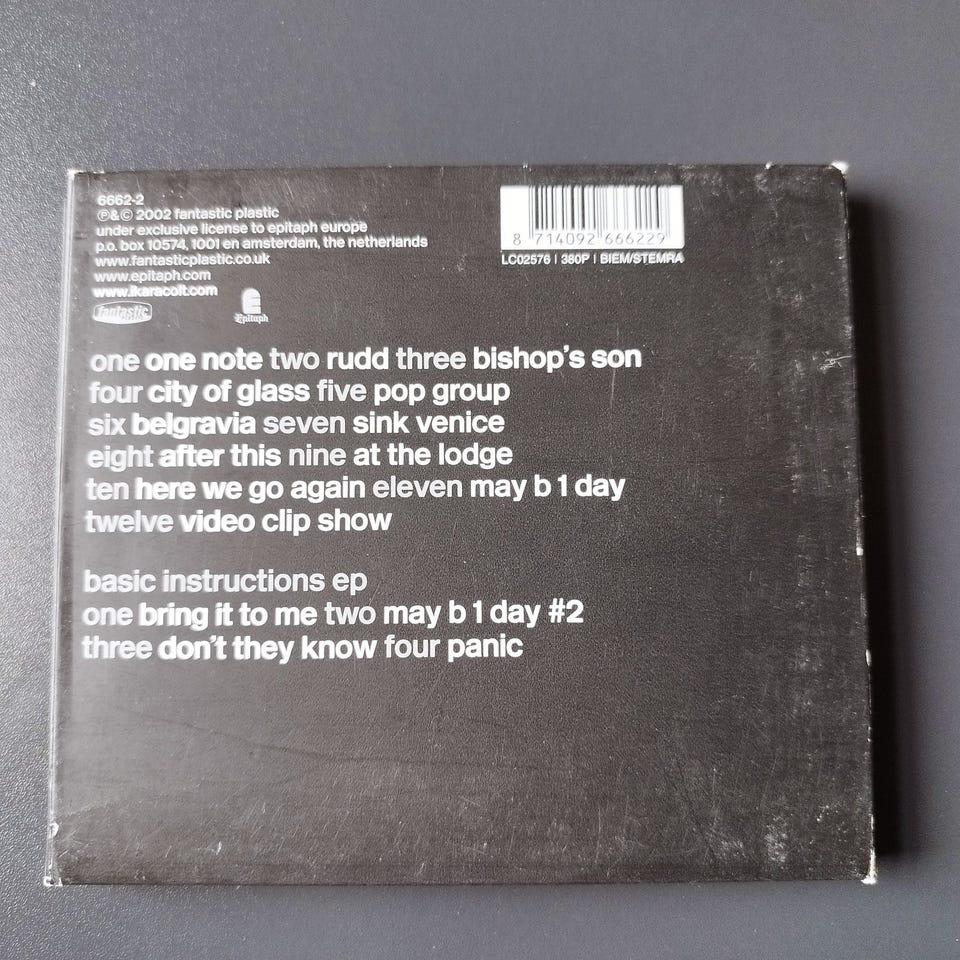 6662-2
℗&© 2002 fantastic plastic
under exclusive license to epitaph europe
p.o. box 10574, 1001 en amsterdam, the netherlands
www.fantasticplastic.co.uk
www.epitaph.com
www.ikaracolt.com
fantastic
Epitaph
8 714092 666229
LC02576 | 380P | BIEM/STEMRA
one one note two rudd three bishop's son
four city of glass five pop group
six belgravia seven sink venice
eight after this nine at the lodge
ten here we go again eleven may b 1 day
twelve video clip show
basic instructions ep
one bring it to me two may b 1 day #2
three don't they know four panic